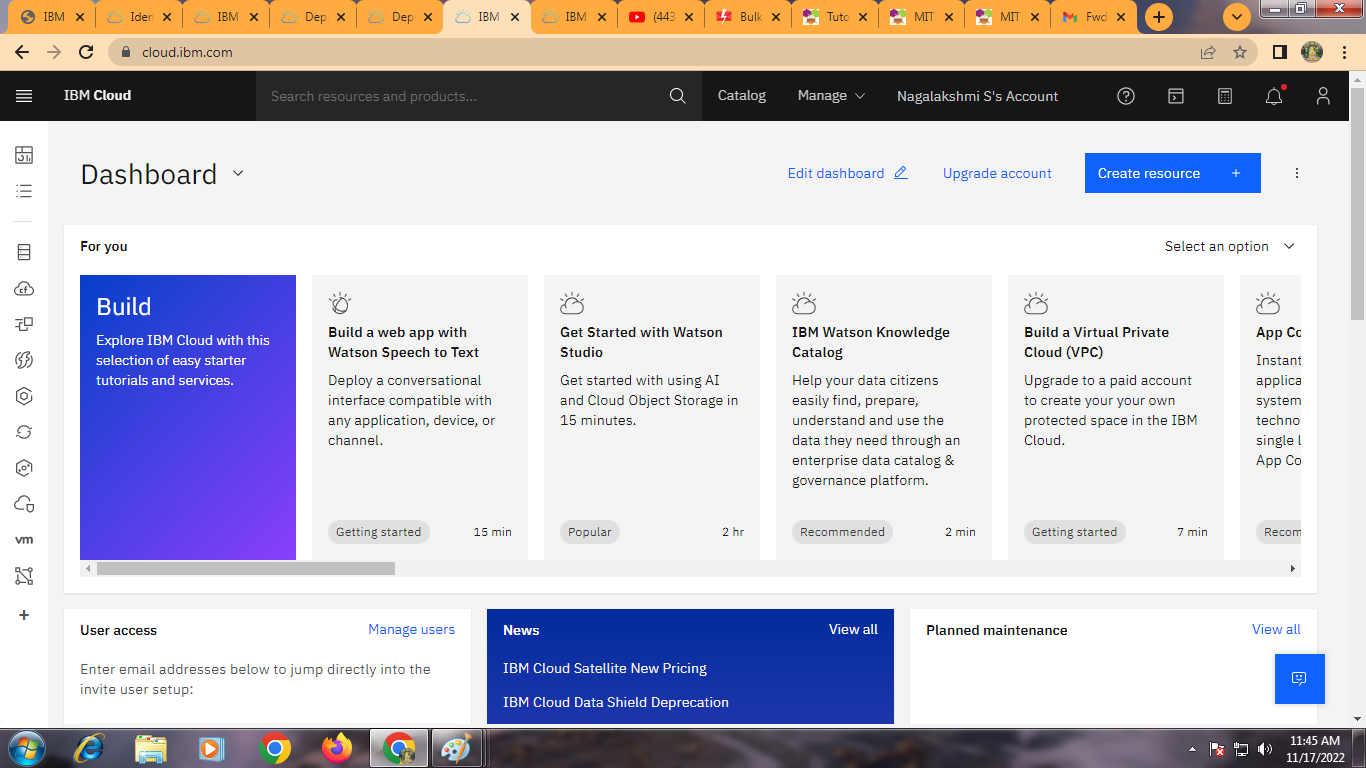 IBM
Iden
IBM
Dep
Dep
IBM
IBM
(443
Bulk
Tuto
MIT
MIT
Fwd
cloud.ibm.com
IBM Cloud
Search resources and products...
Catalog
Manage
Nagalakshmi S's Account
Dashboard
Edit dashboard
Upgrade account
Create resource +
For you
Select an option
Build
Explore IBM Cloud with this
selection of easy starter
tutorials and services.
Build a web app with
Watson Speech to Text
Deploy a conversational
interface compatible with
any application, device, or
channel.
Getting started
15 min
Get Started with Watson
Studio
Get started with using AI
and Cloud Object Storage in
15 minutes.
Popular
2 hr
IBM Watson Knowledge
Catalog
Help your data citizens
easily find, prepare,
understand and use the
data they need through an
enterprise data catalog &
governance platform.
Recommended
2 min
Build a Virtual Private
Cloud (VPC)
Upgrade to a paid account
to create your your own
protected space in the IBM
Cloud.
Getting started
7 min
App Co
Instant
applica
system
techno
single l
App Co
Recom
cf
vm
User access
Manage users
Enter email addresses below to jump directly into the
invite user setup:
News
View all
IBM Cloud Satellite New Pricing
IBM Cloud Data Shield Deprecation
Planned maintenance
View all
11:45 AM
11/17/2022